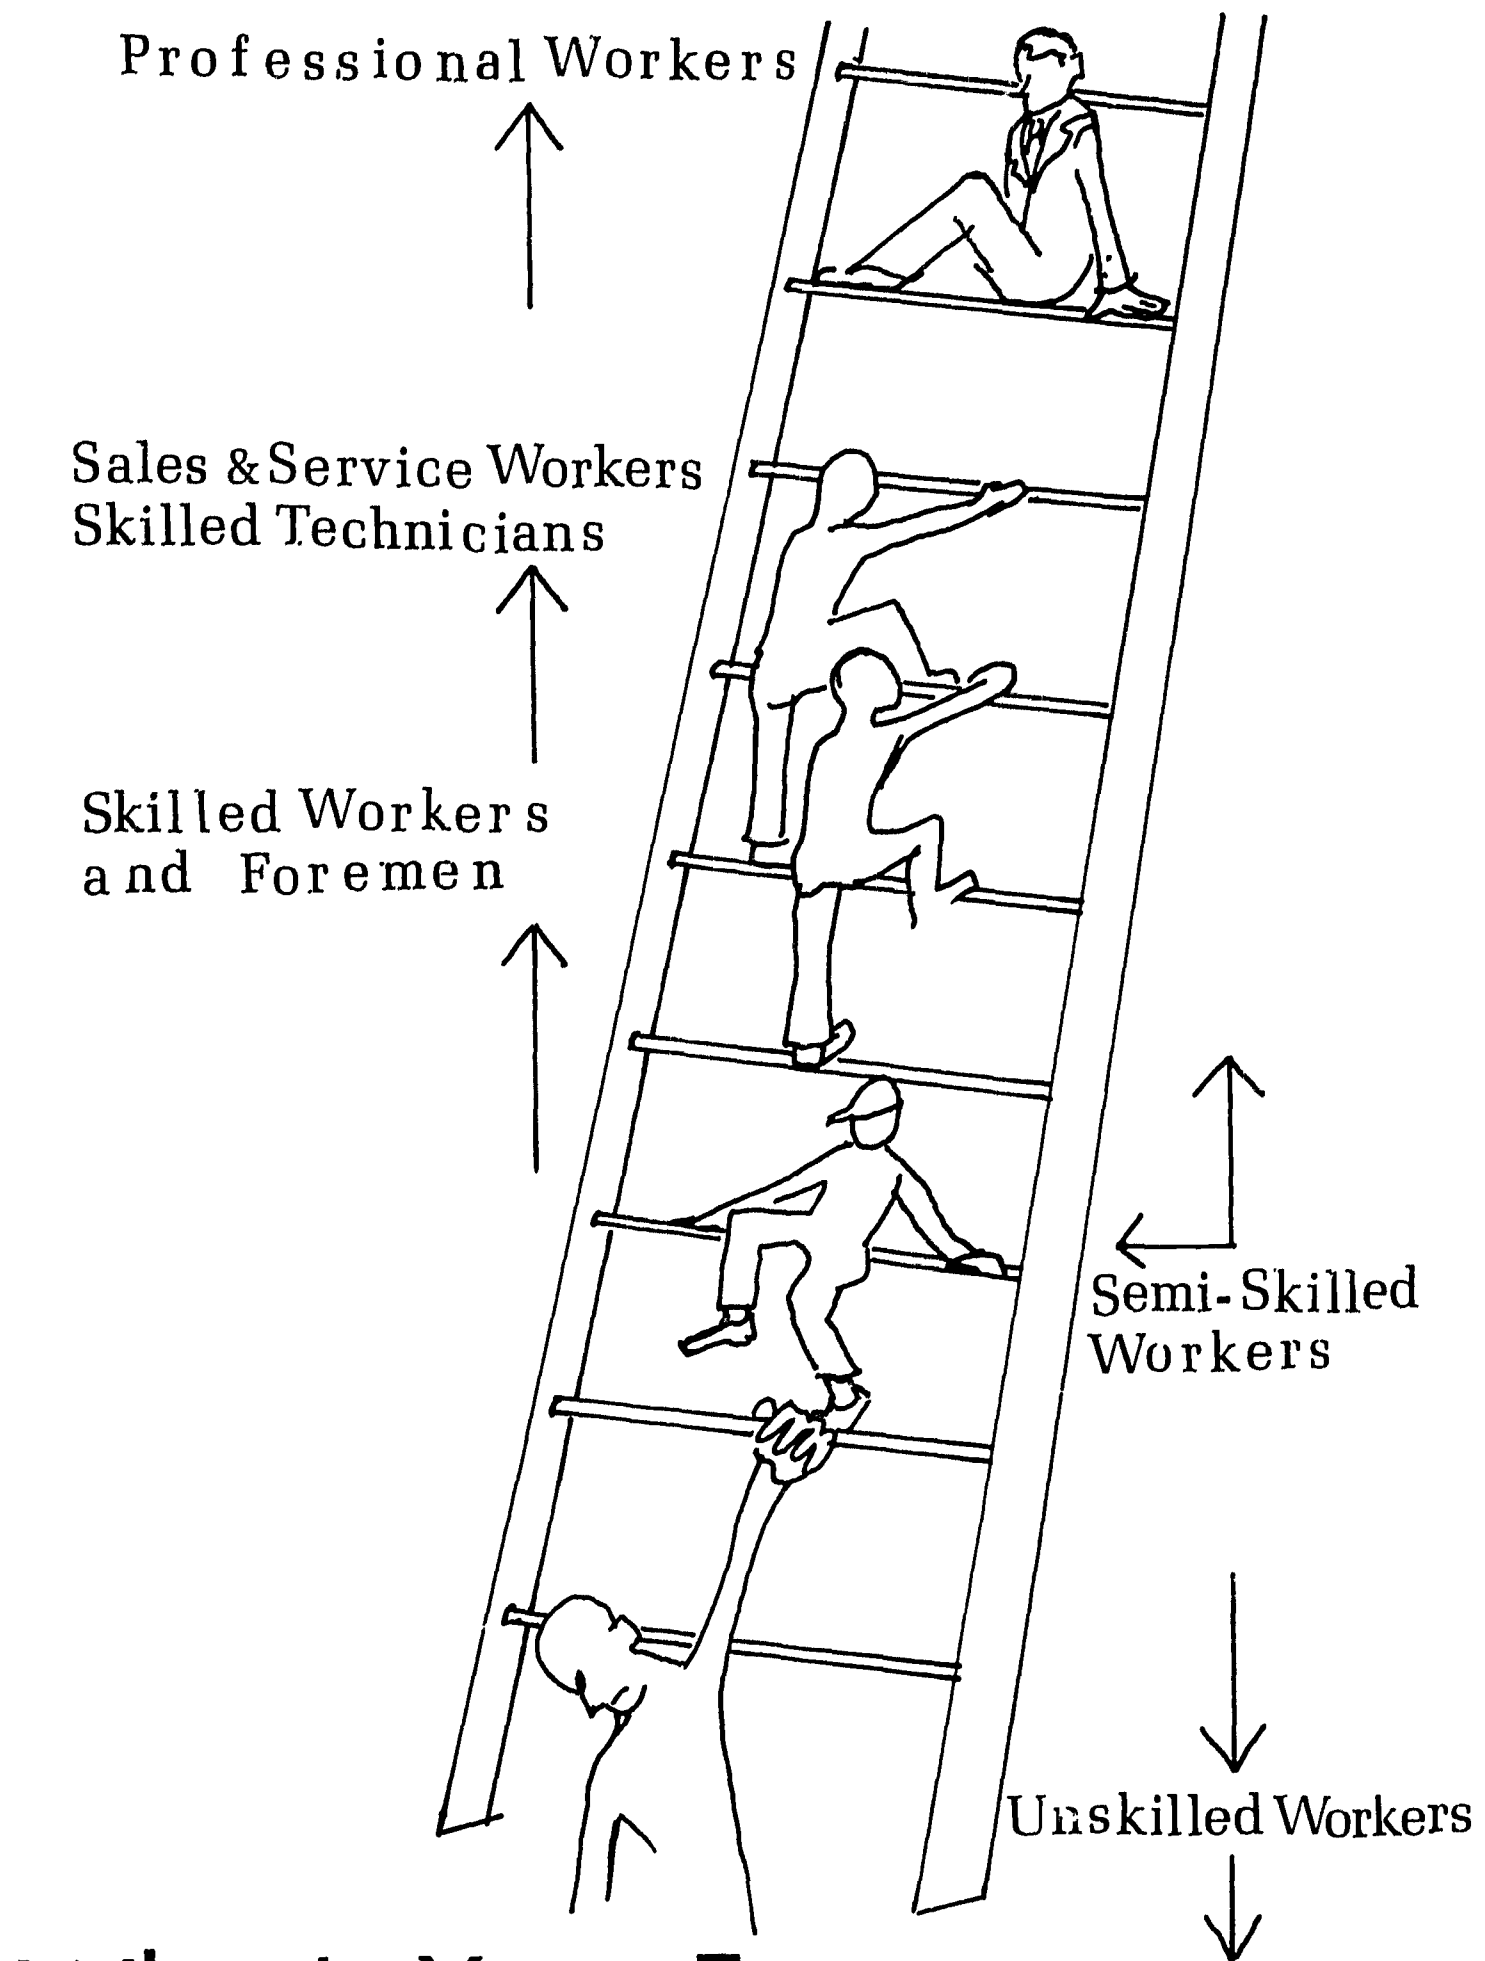 Professional Workers
Sales & Service Workers
Skilled Technicians
Skilled Workers
and Foremen
Semi-Skilled
Workers
Unskilled Workers